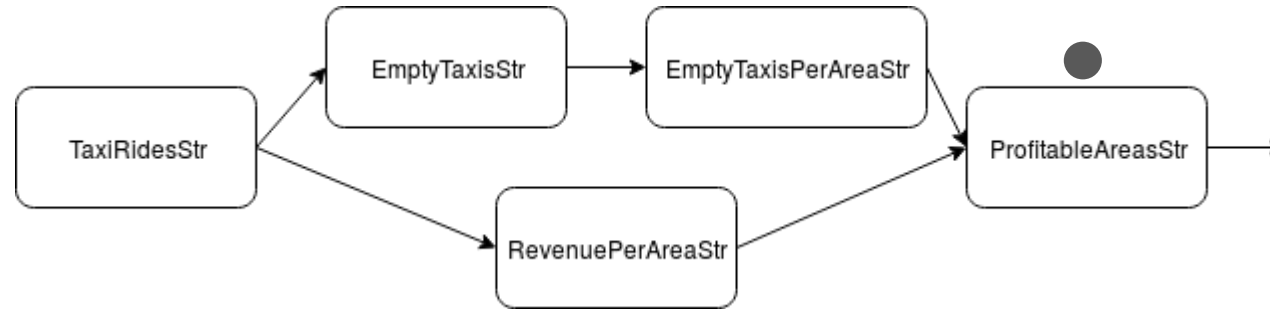 EmptyTaxisStr
EmptyTaxisPerAreaStr
TaxiRidesStr
ProfitableAreasStr
RevenuePerAreaStr